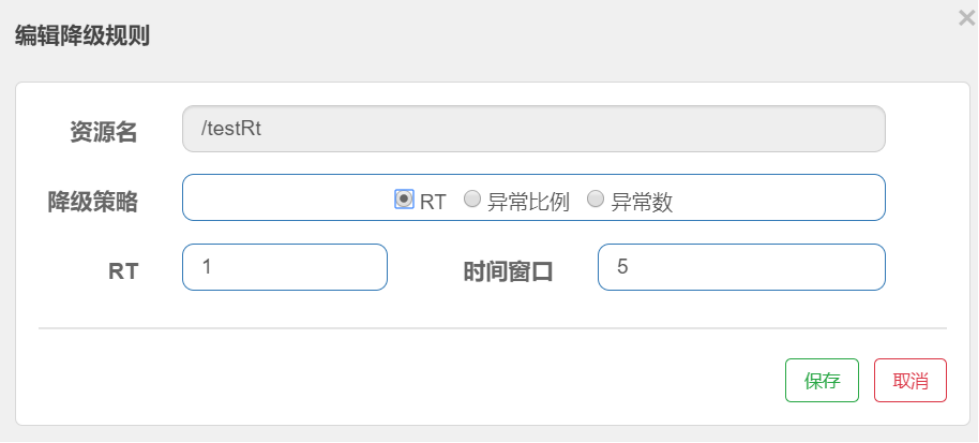 编辑降级规则
×
资源名 /testRt
降级策略 RT 异常比例 异常数
RT 1 时间窗口 5
保存 取消